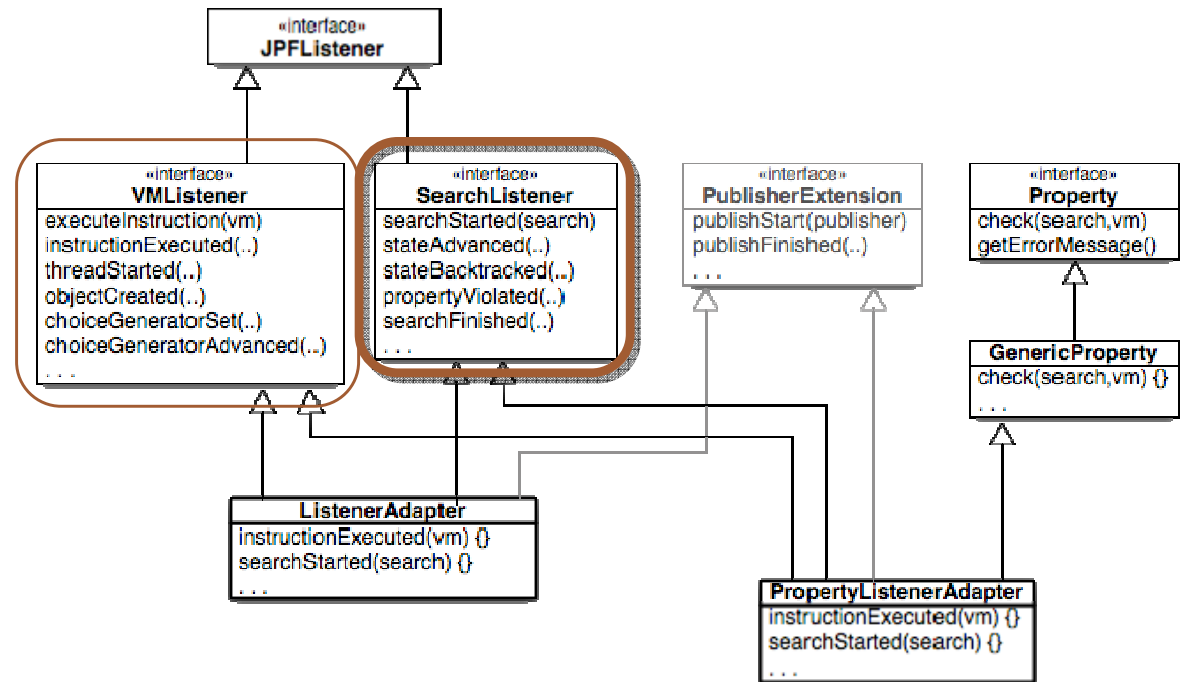 «interface»
JPFListener
«interface»
VMListener
executeInstruction(vm)
instructionExecuted(..)
threadStarted(..)
objectCreated(..)
choiceGeneratorSet(..)
choiceGeneratorAdvanced(..)
. . .
«interface»
SearchListener
searchStarted(search)
stateAdvanced(..)
stateBacktracked(..)
propertyViolated(..)
searchFinished(..)
. . .
«interface»
PublisherExtension
publishStart(publisher)
publishFinished(..)
. . .
«interface»
Property
check(search,vm)
getErrorMessage()
GenericProperty
check(search,vm) {}
. . .
ListenerAdapter
instructionExecuted(vm) {}
searchStarted(search) {}
. . .
PropertyListenerAdapter
instructionExecuted(vm) {}
searchStarted(search) {}
. . .